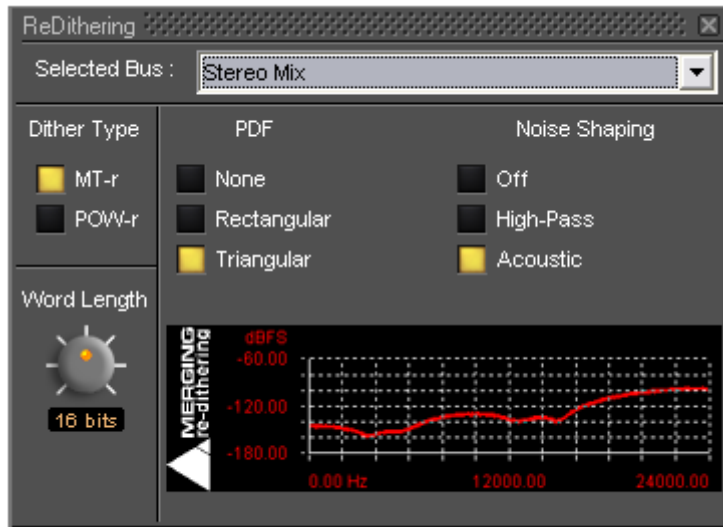 ReDithering
Selected Bus : Stereo Mix
Dither Type
MT-r
POW-r
PDF
None
Rectangular
Triangular
Noise Shaping
Off
High-Pass
Acoustic
Word Length
16 bits
MERGING
re-dithering
dBFS
-60.00
-120.00
-180.00
0.00 Hz 12000.00 24000.00